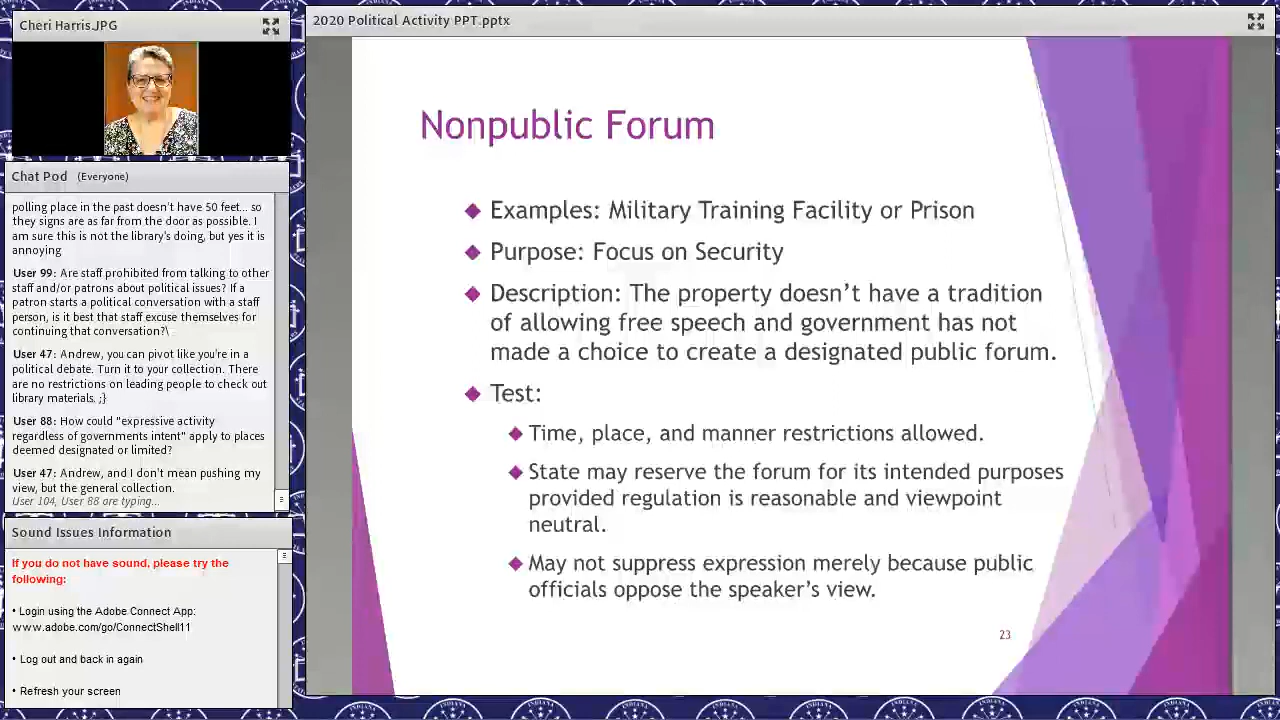 Cheri Harris.JPG
Chat Pod (Everyone)
polling place in the past doesn't have 50 feet... so
they signs are as far from the door as possible. I
am sure this is not the library's doing, but yes it is
annoying
User 99: Are staff prohibited from talking to other
staff and/or patrons about political issues? If a
patron starts a political conversation with a staff
person, is it best that staff excuse themselves for
continuing that conversation?\
User 47: Andrew, you can pivot like you're in a
political debate. Turn it to your collection. There
are no restrictions on leading people to check out
library materials. ;}
User 88: How could "expressive activity
regardless of governments intent" apply to places
deemed designated or limited?
User 47: Andrew, and I don't mean pushing my
view, but the general collection.
User 104, User 88 are typing...
Sound Issues Information
If you do not have sound, please try the
following:
• Login using the Adobe Connect App:
www.adobe.com/go/ConnectShell11
• Log out and back in again
• Refresh your screen
2020 Political Activity PPT.pptx
Nonpublic Forum
Examples: Military Training Facility or Prison
Purpose: Focus on Security
Description: The property doesn't have a tradition
of allowing free speech and government has not
made a choice to create a designated public forum.
Test:
Time, place, and manner restrictions allowed.
State may reserve the forum for its intended purposes
provided regulation is reasonable and viewpoint
neutral.
May not suppress expression merely because public
officials oppose the speaker's view.
23
INDIANA